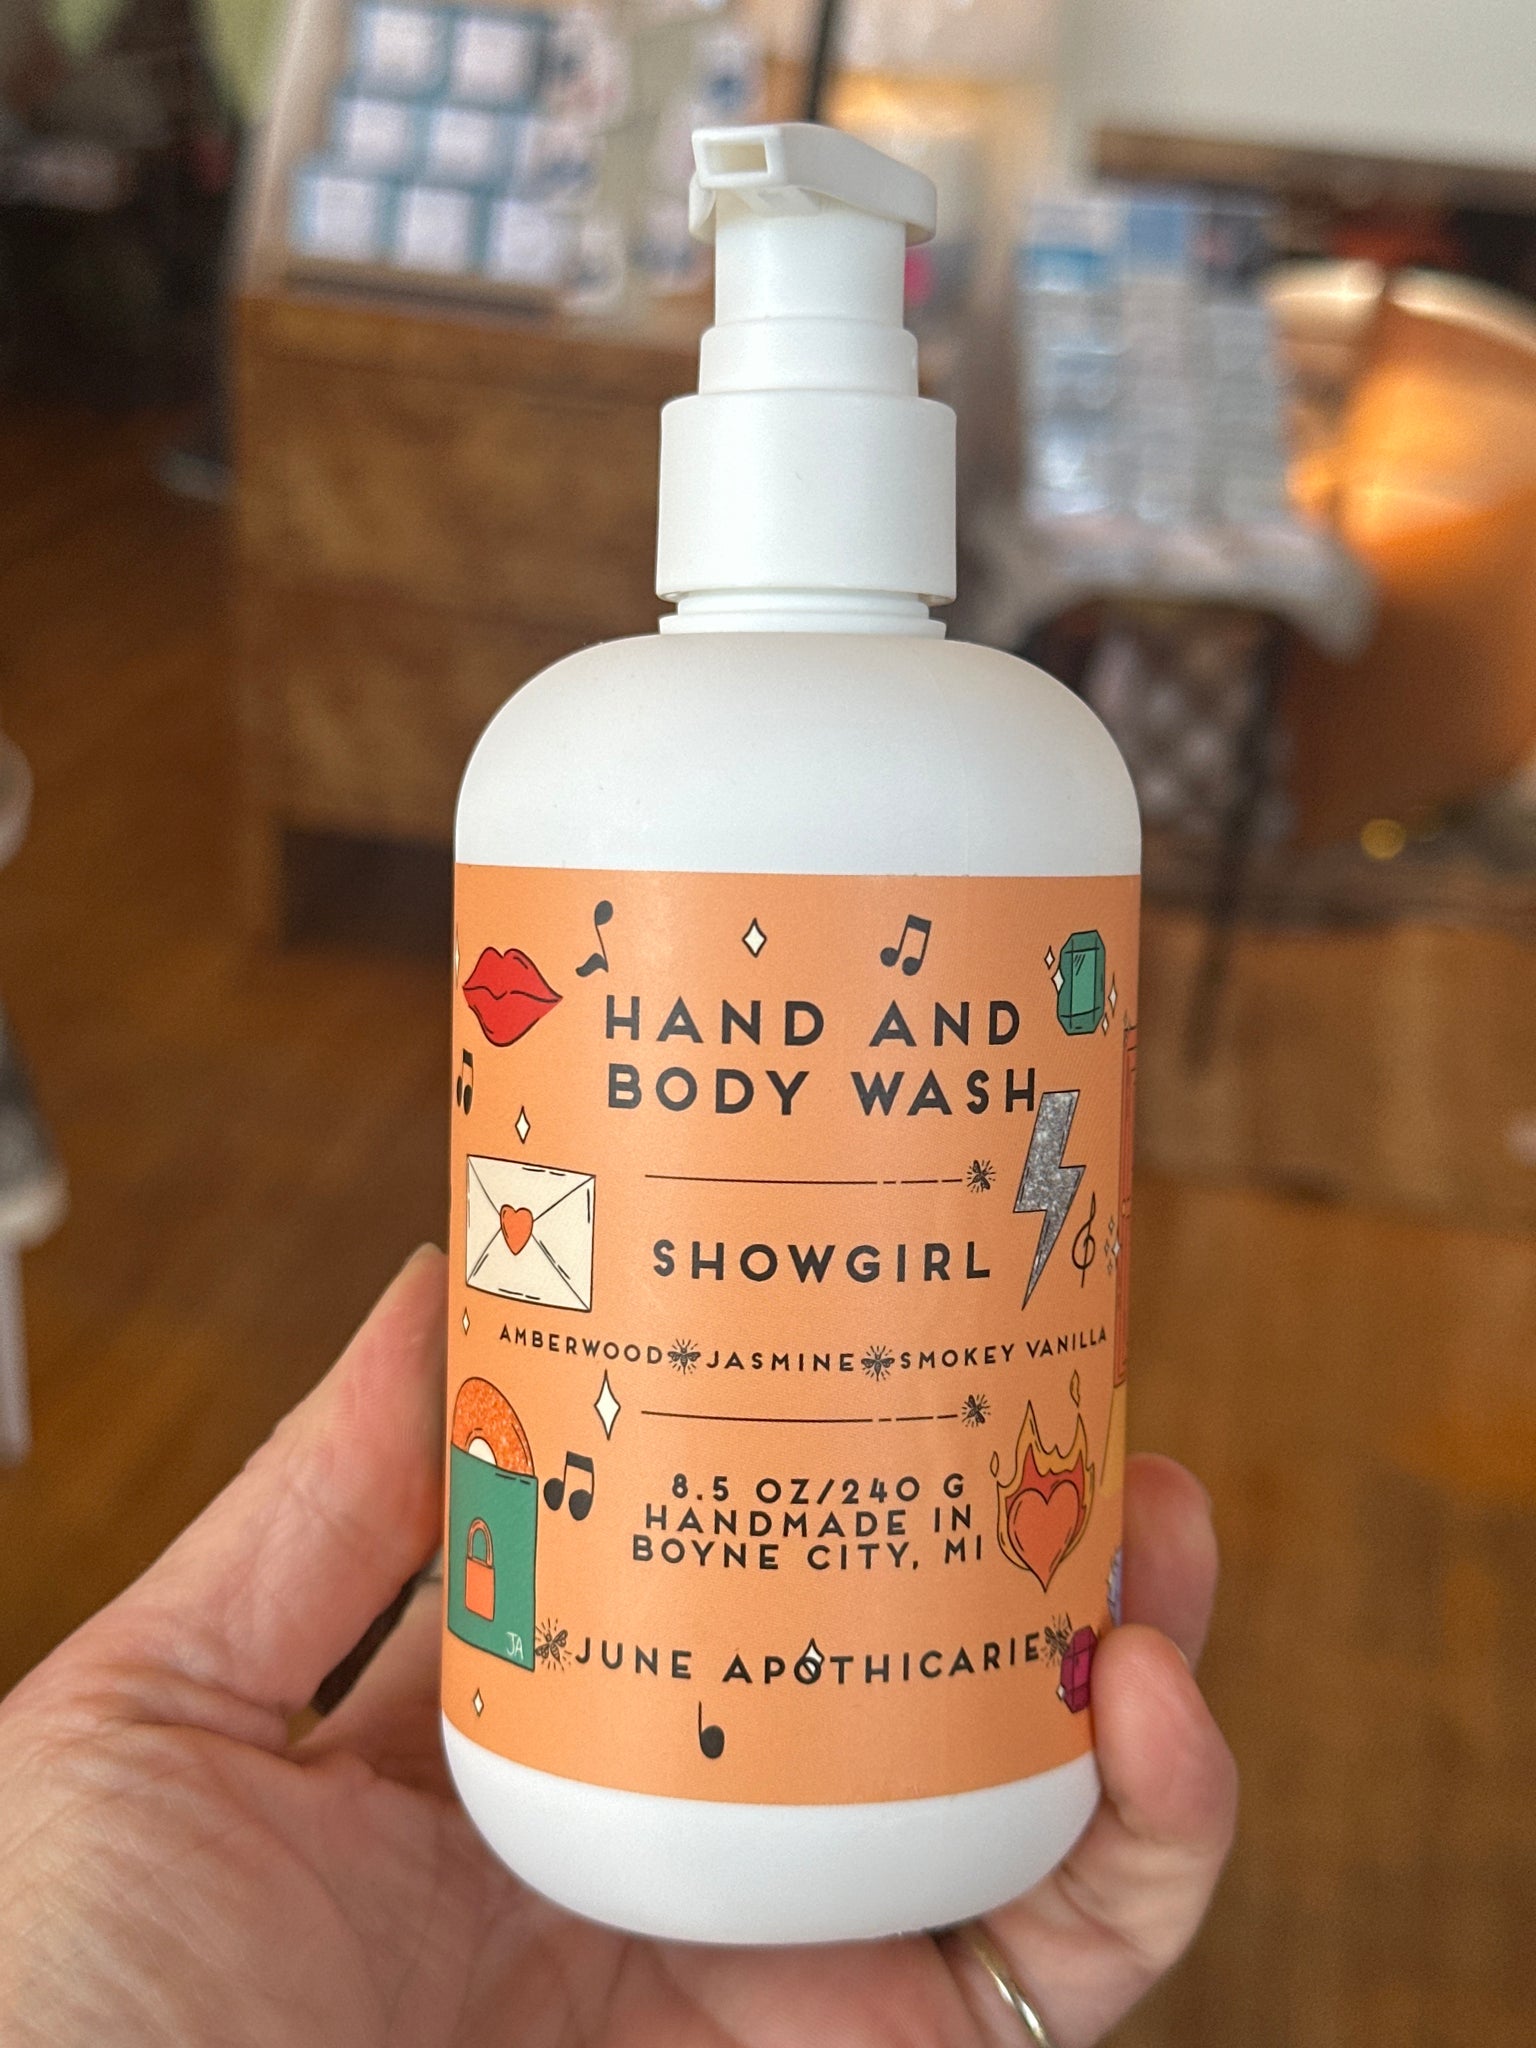 HAND AND
BODY WASH
SHOWGIRL
AMBERWOOD JASMINE SMOKEY VANILLA
8.5 OZ/240 G
HANDMADE IN
BOYNE CITY, MI
JA
JUNE APOTHICARIE